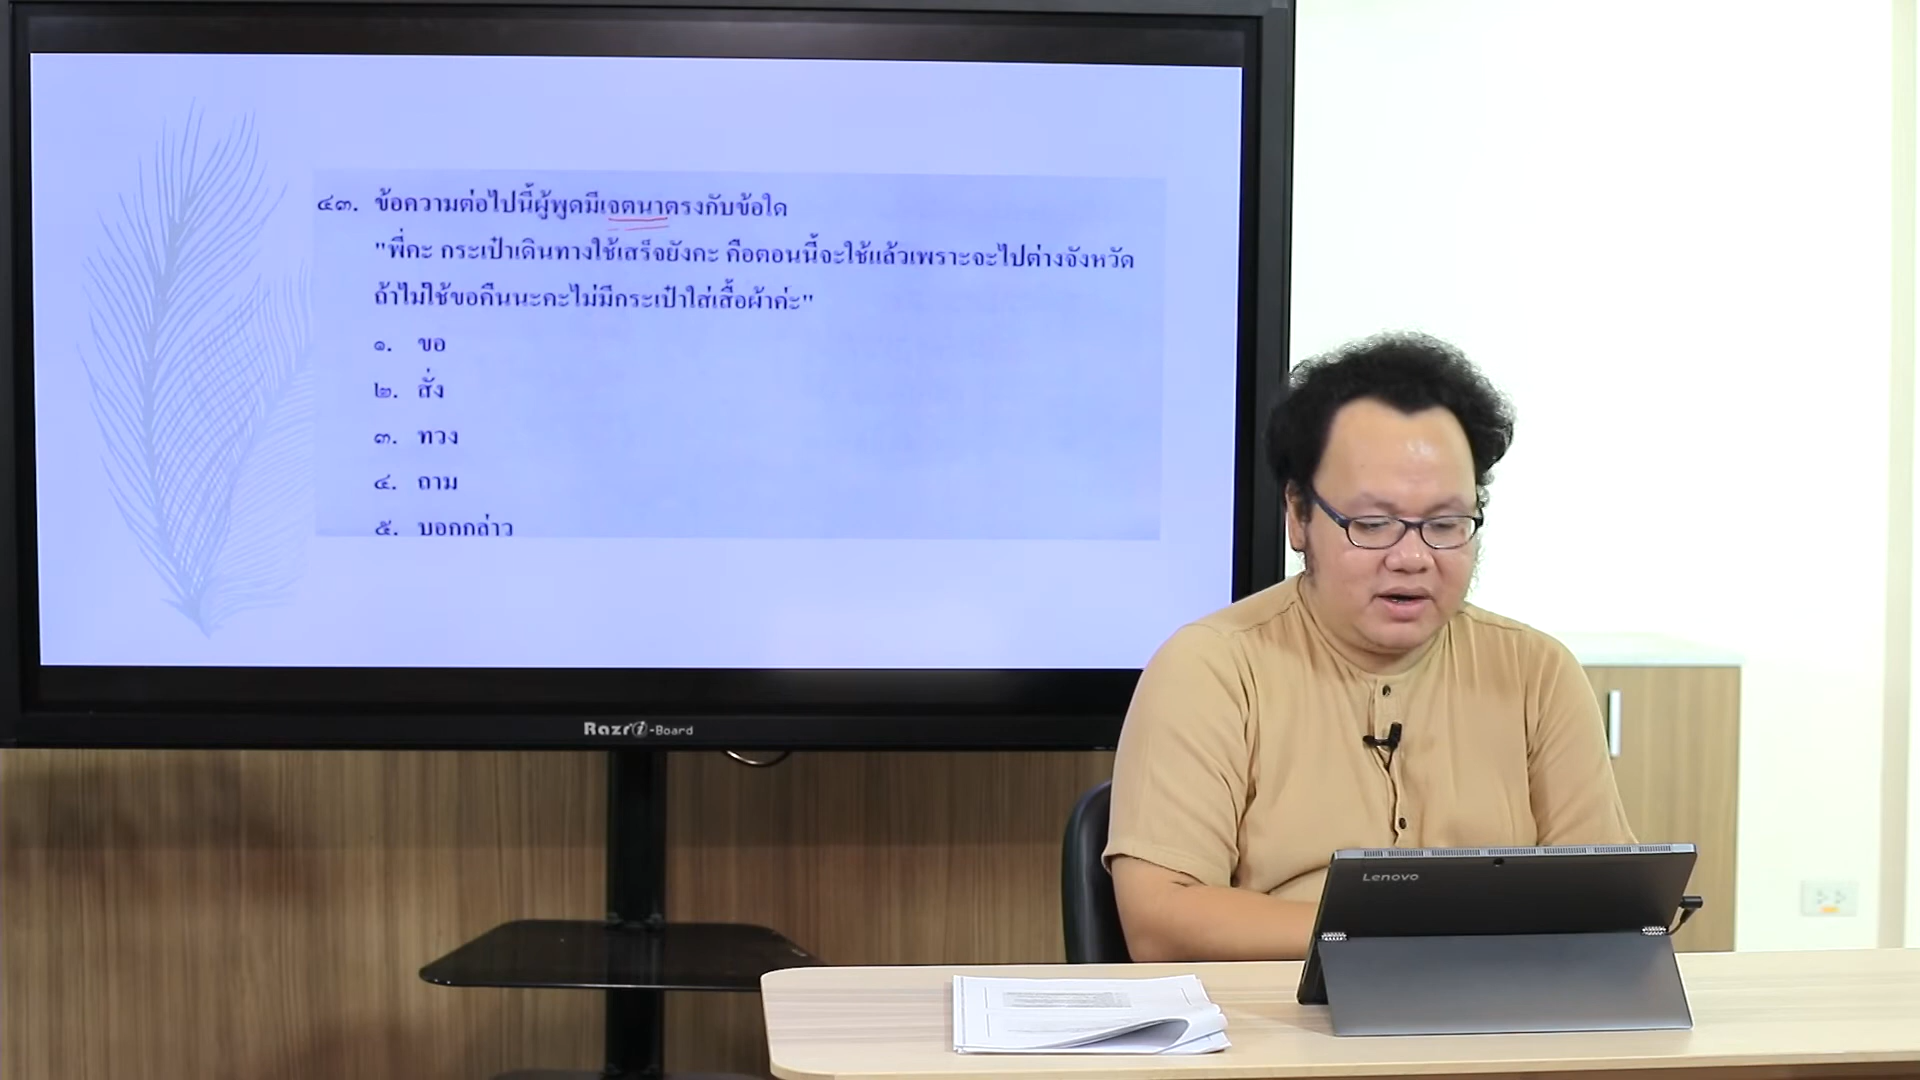 ๔๓. ข้อความต่อไปนี้ผู้พูดมีเจตนาตรงกับข้อใด
"พี่คะ กระเป๋าเดินทางใช้เสร็จยังคะ คือตอนนี้จะใช้แล้วเพราะจะไปต่างจังหวัด
ถ้าไม่ใช้ขอคืนนะคะไม่มีกระเป๋าใส่เสื้อผ้าค่ะ"
๑. ขอ
๒. สั่ง
๓. ทวง
๔. ถาม
๕. บอกกล่าว
Razr i-Board
Lenovo